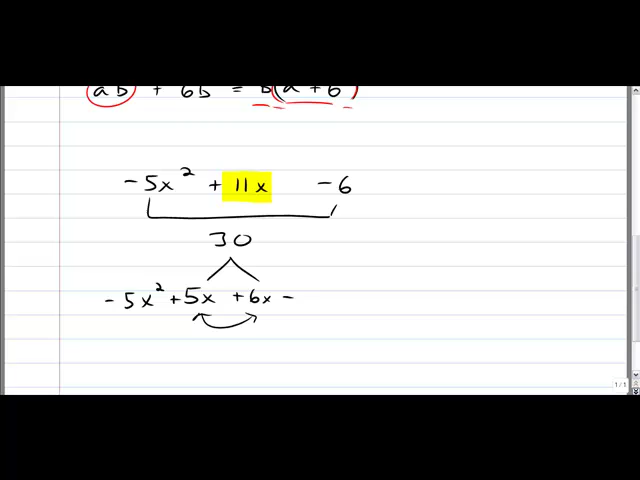 ab + 6b = b(a + 6)
-5x² + 11x -6
30
-5x² + 5x + 6x -
1/1